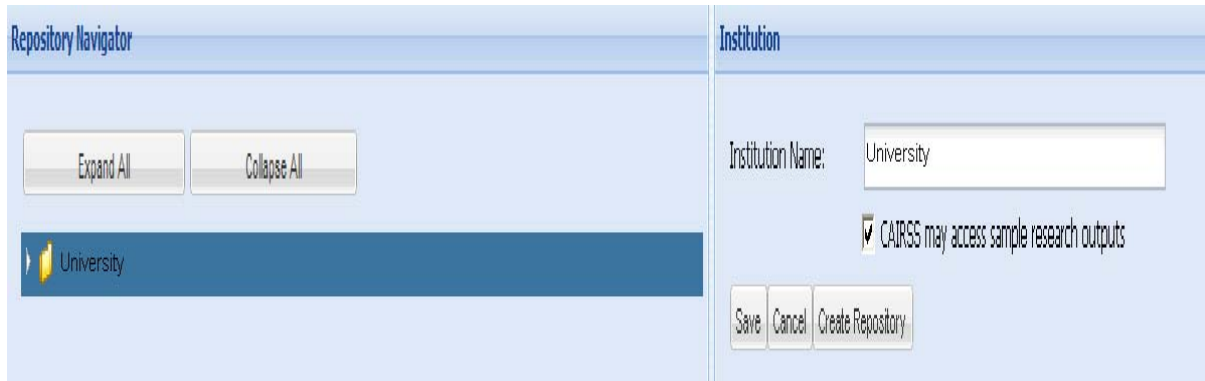 Repository Navigator
Expand All
Collapse All
University
Institution
Institution Name:
University
CAIRSS may access sample research outputs
Save
Cancel
Create Repository